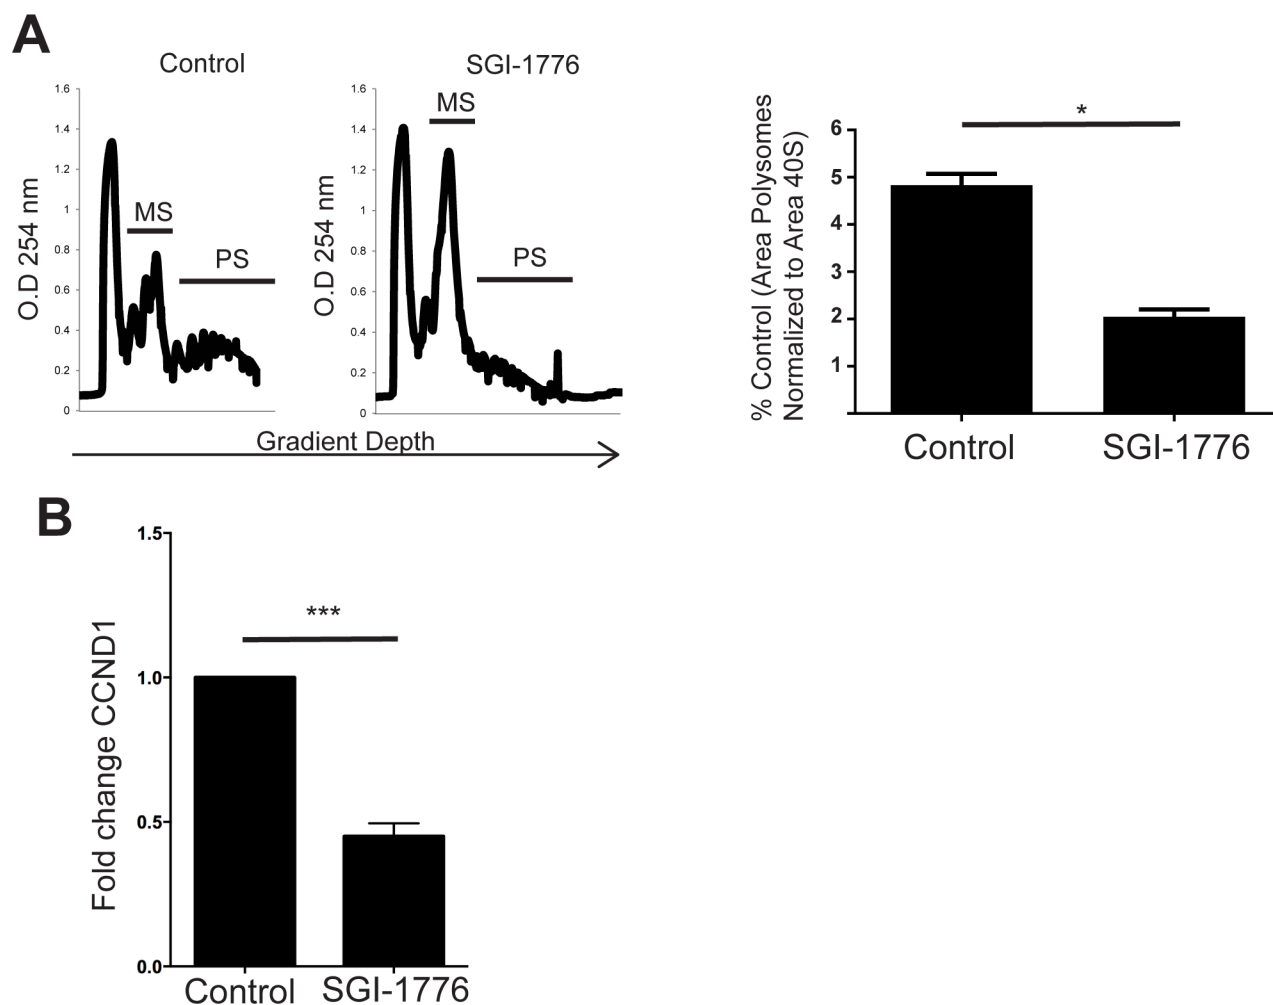 A
Control
SGI-1776
O.D 254 nm
1.6
1.4
1.2
1
0.8
0.6
0.4
0.2
0
MS
PS
O.D 254 nm
1.6
1.4
1.2
1
0.8
0.6
0.4
0.2
0
MS
PS
Gradient Depth
% Control (Area Polysomes
Normalized to Area 40S)
6
5
4
3
2
1
*
Control
SGI-1776
B
Fold change CCND1
1.5
1.0
0.5
0.0
***
Control
SGI-1776